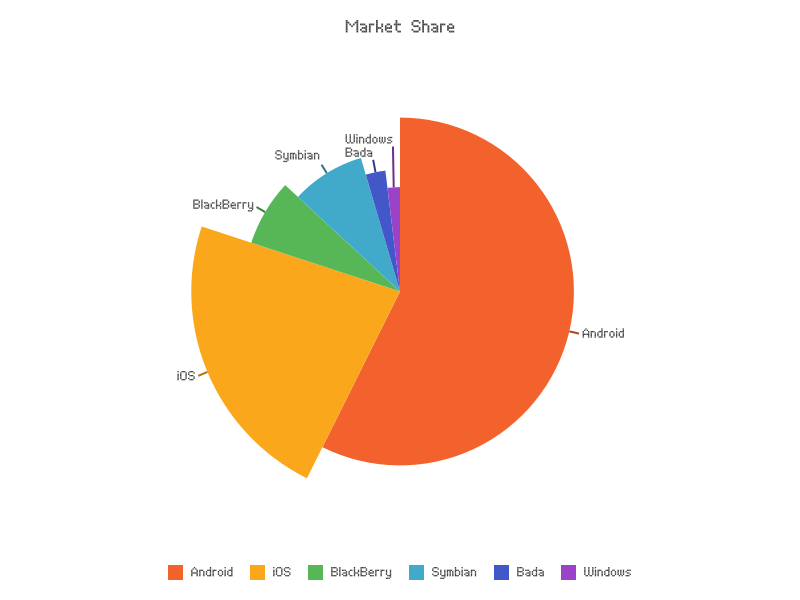 Market Share
Windows
Bada
Symbian
BlackBerry
Android
iOS
Android iOS BlackBerry Symbian Bada Windows